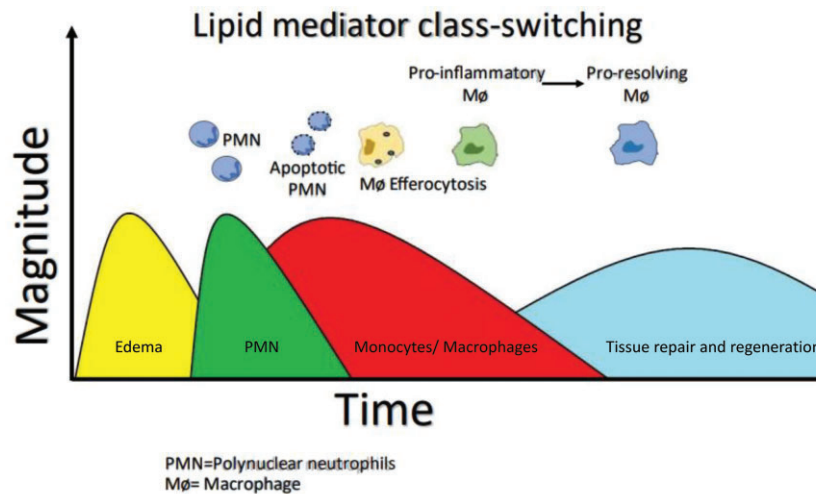 Lipid mediator class-switching
Pro-inflammatory
Mø
Pro-resolving
Mø
PMN
Apoptotic
PMN
Mø Efferocytosis
Magnitude
Edema
PMN
Monocytes/ Macrophages
Tissue repair and regeneration
Time
PMN=Polynuclear neutrophils
Mø= Macrophage